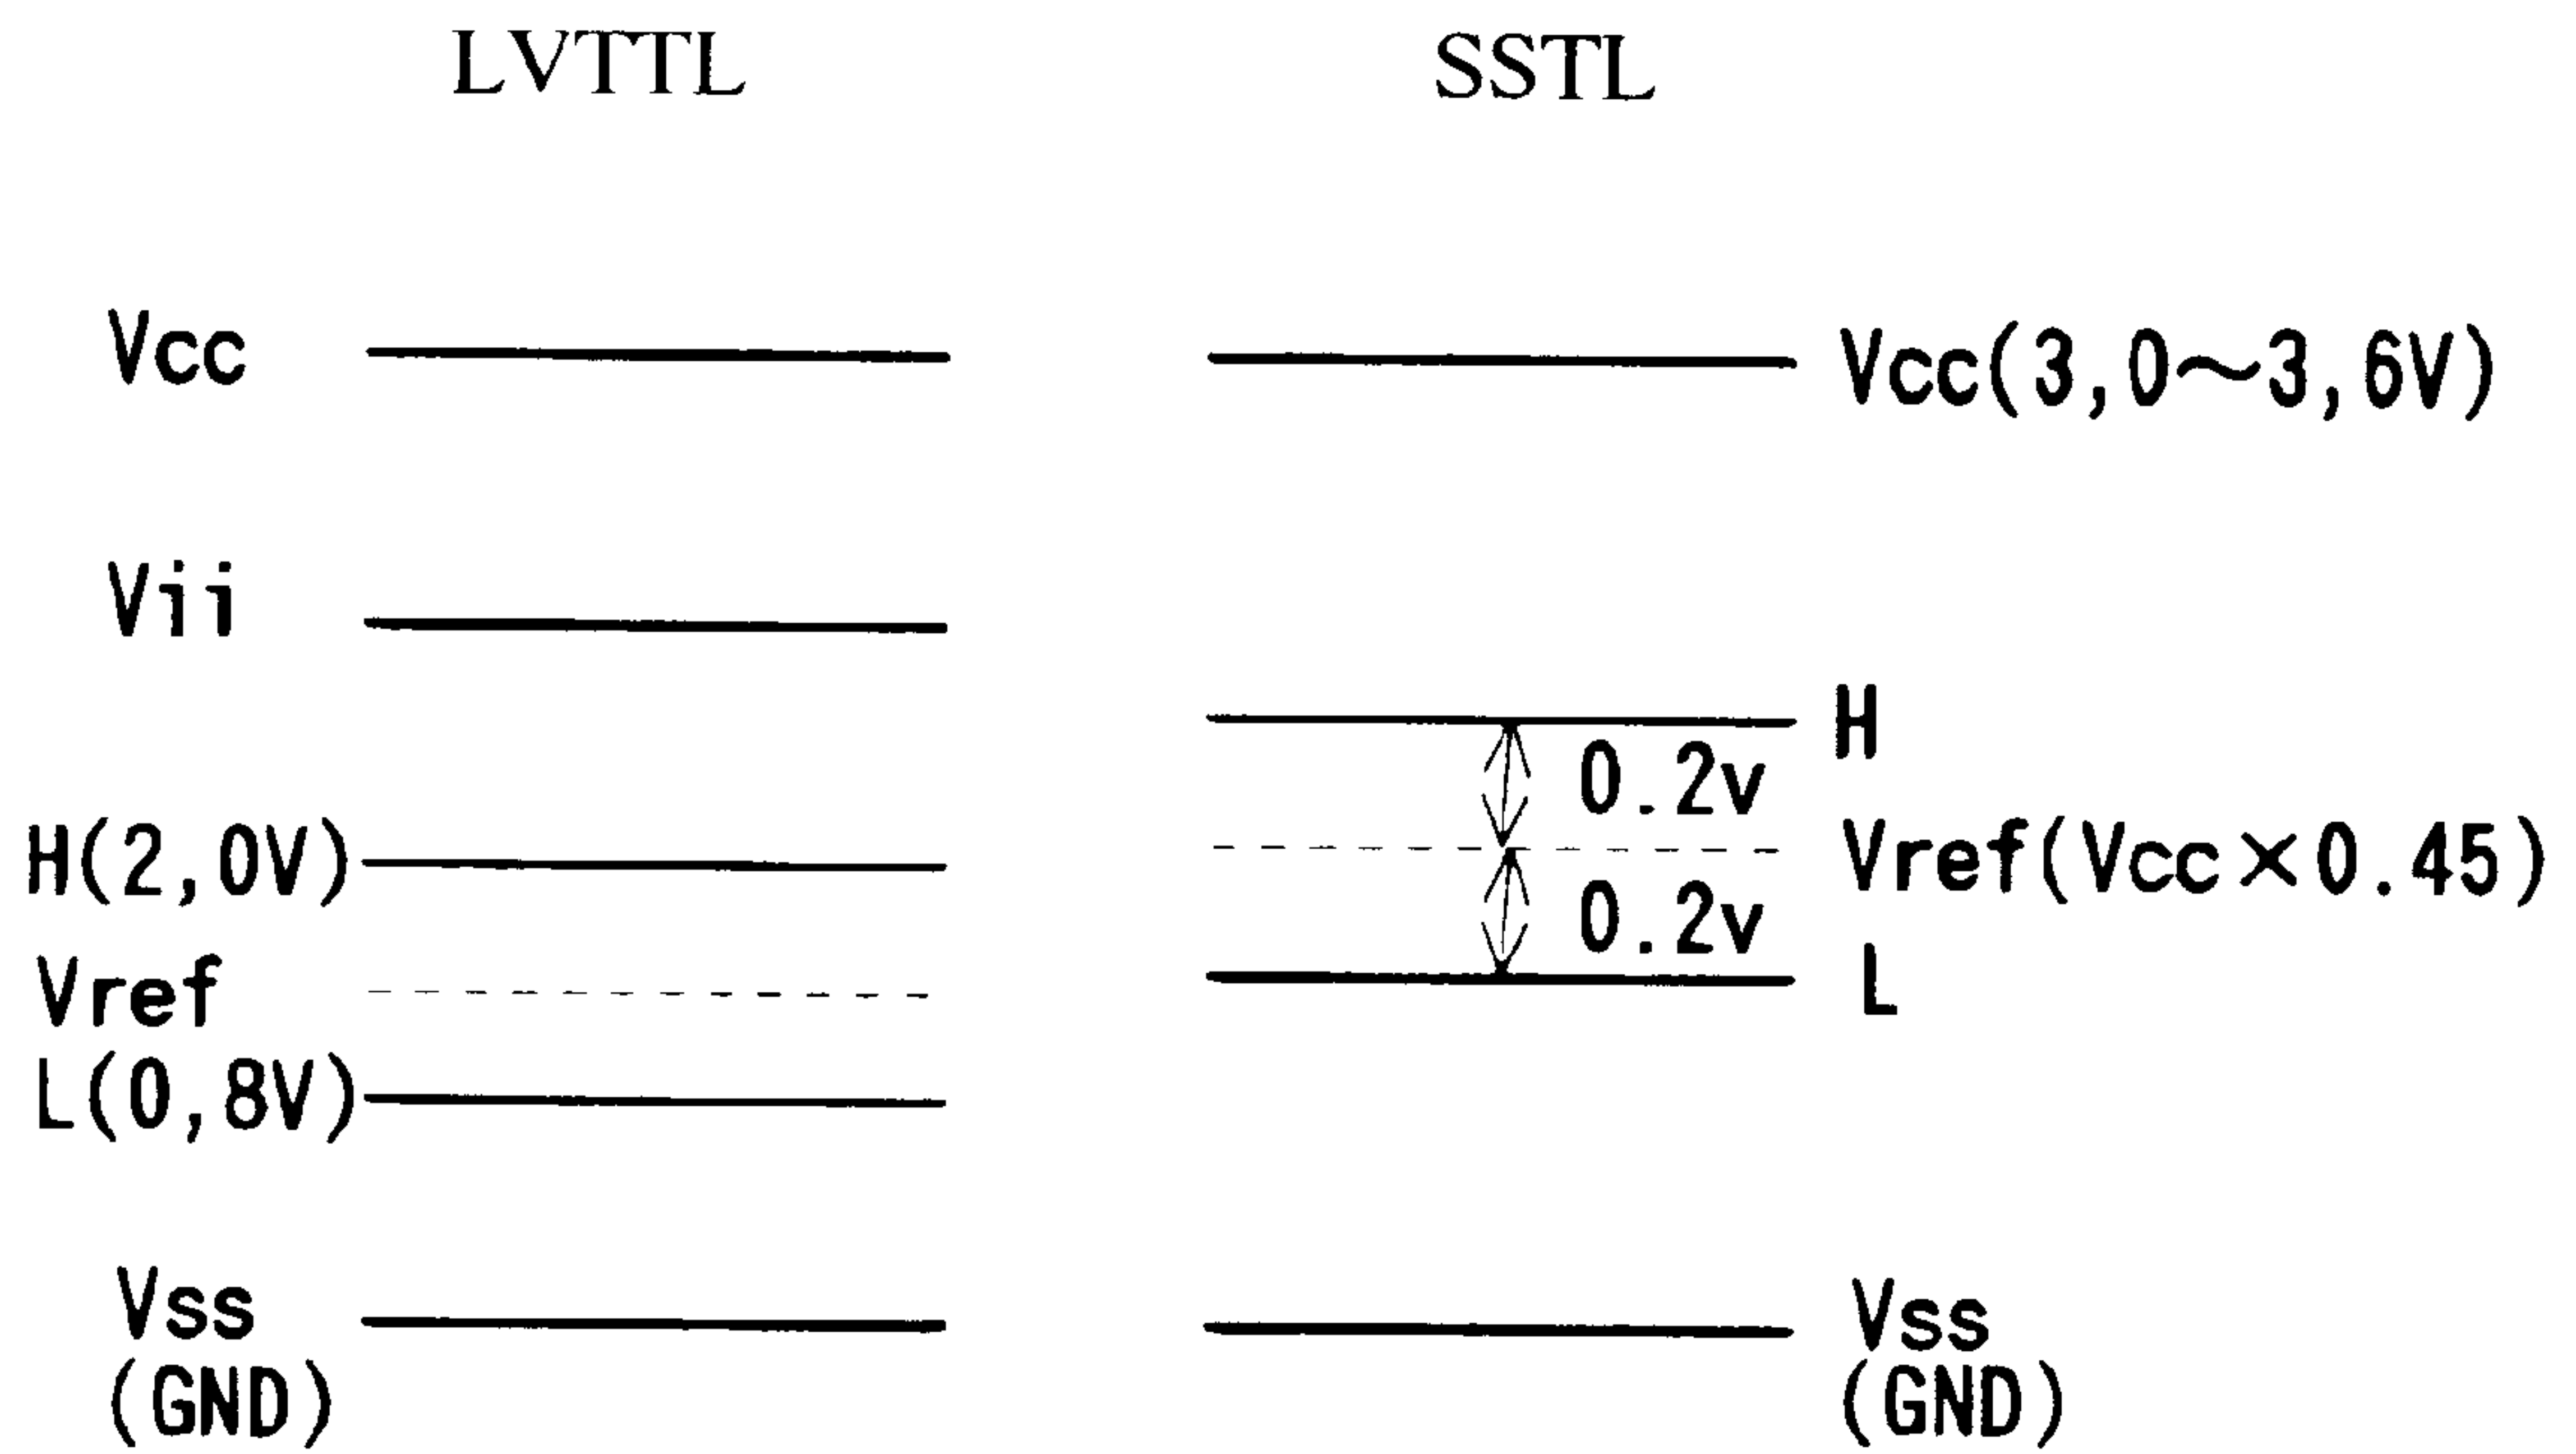 LVTTL
SSTL
Vcc
Vcc(3,0～3,6V)
Vii
H
0.2v
H(2,0V)
Vref(Vcc×0.45)
0.2v
Vref
L
L(0,8V)
Vss
(GND)
Vss
(GND)